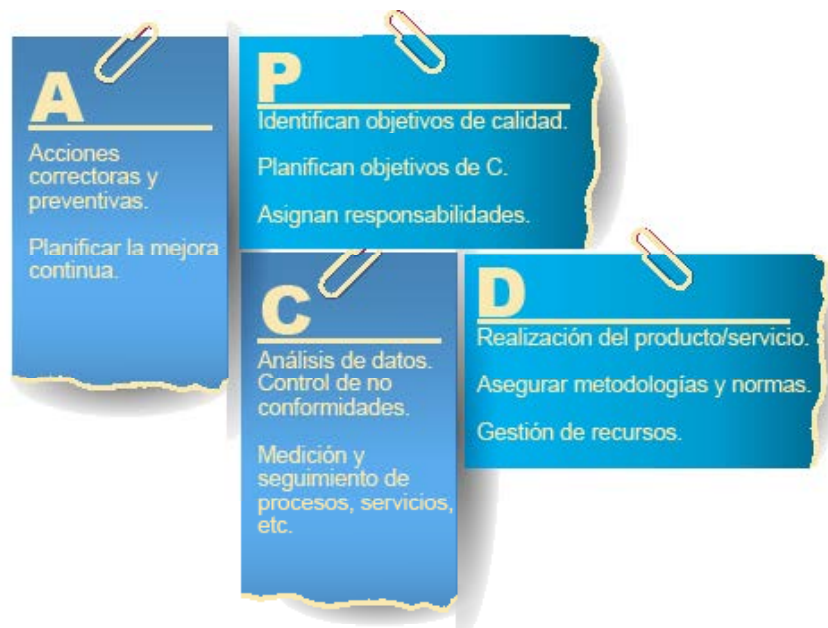 A
Acciones
correctoras y
preventivas.
Planificar la mejora
continua.
P
Identifican objetivos de calidad.
Planifican objetivos de C.
Asignan responsabilidades.
C
Análisis de datos.
Control de no
conformidades.
Medición y
seguimiento de
procesos, servicios,
etc.
D
Realización del producto/servicio.
Asegurar metodologías y normas.
Gestión de recursos.